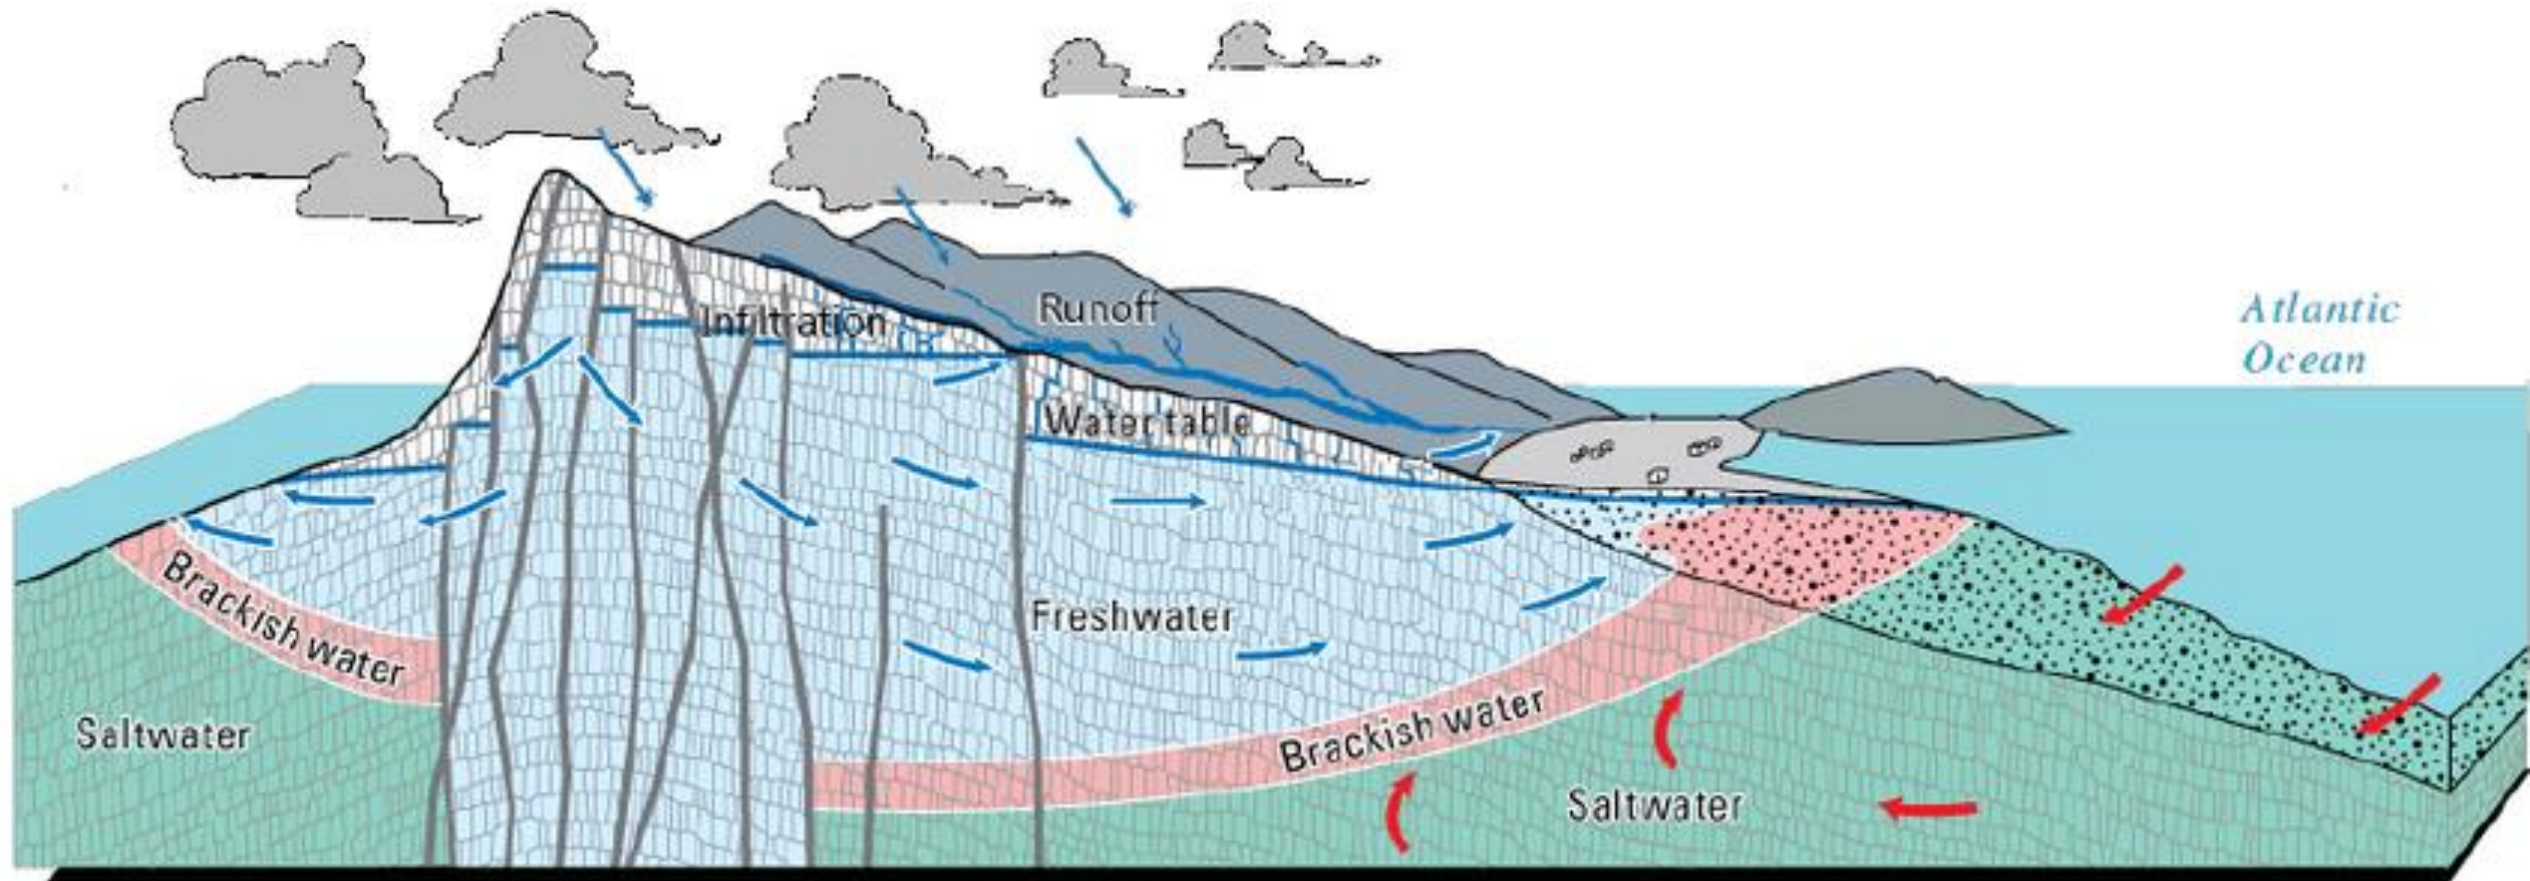 Infiltration
Runoff
Atlantic
Ocean
Water table
Brackish water
Freshwater
Brackish water
Saltwater
Saltwater